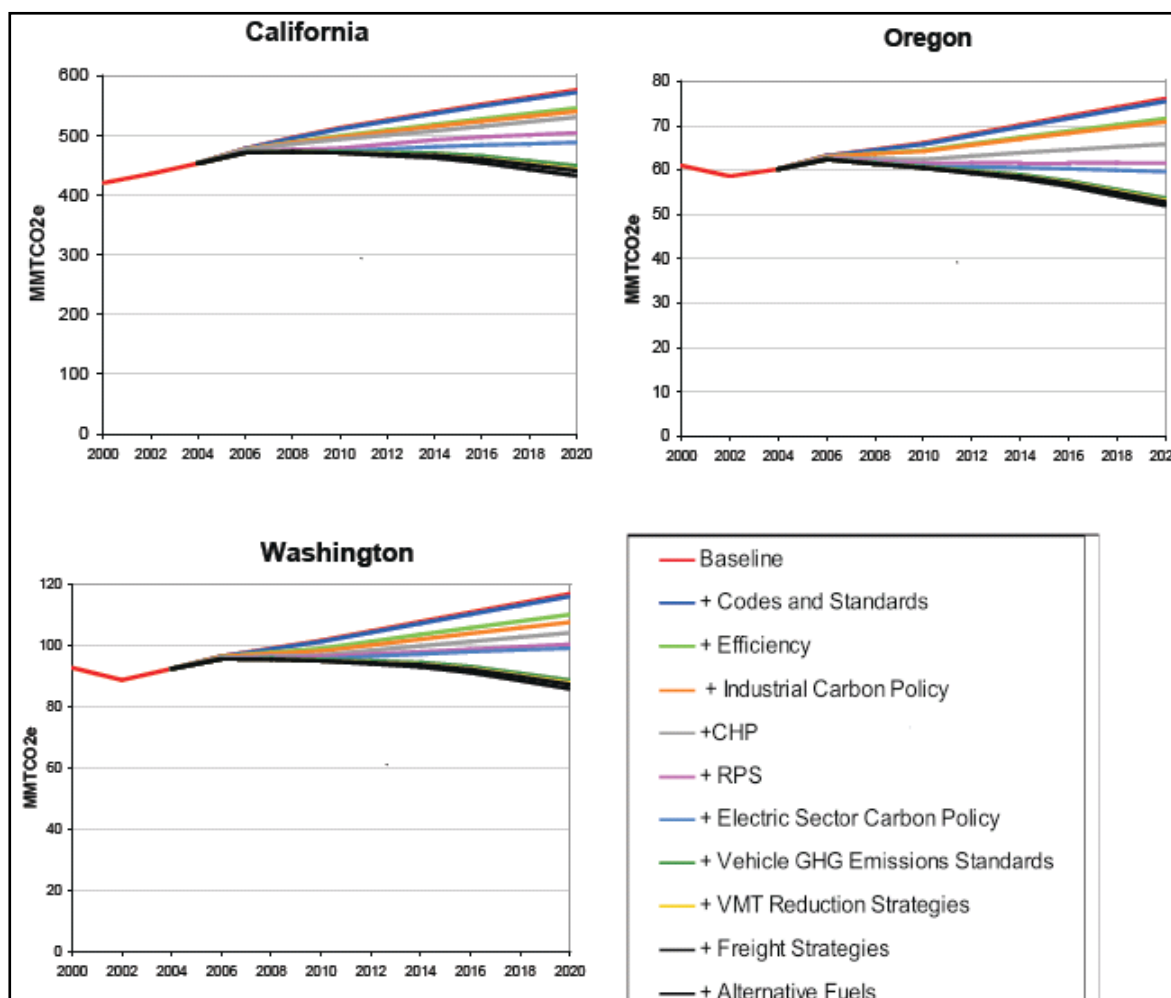 California
MMTCO2e
600
500
400
300
200
100
0
2000 2002 2004 2006 2008 2010 2012 2014 2016 2018 2020
Oregon
MMTCO2e
80
70
60
50
40
30
20
10
0
2000 2002 2004 2006 2008 2010 2012 2014 2016 2018
Washington
MMTCO2e
120
100
80
60
40
20
0
2000 2002 2004 2006 2008 2010 2012 2014 2016 2018 2020
Baseline
+ Codes and Standards
+ Efficiency
+ Industrial Carbon Policy
+CHP
+ RPS
+ Electric Sector Carbon Policy
+ Vehicle GHG Emissions Standards
+ VMT Reduction Strategies
+ Freight Strategies
+ Alternative Fuels